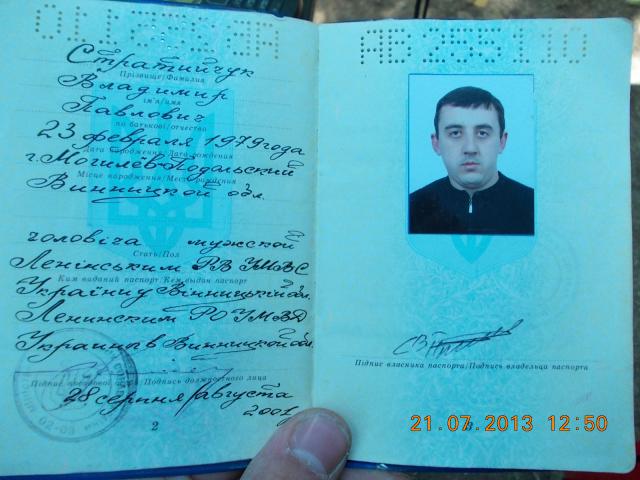 Стратийчук
Прізвище/Фамилия
Владимир
ім'я/имя
Павлович
по батькові/отчество
23 февраля 1979 года
Дата народження/Дата рождения
г. Могилёв-Подольский
Місце народження/Место рождения
Винницкой обл.
чоловіча мужской
Стать/Пол
Ленінським РВ УМВС
Ким виданий паспорт/Кем выдан паспорт
України у Вінницькій обл.
Ленинским РО УМВД
Украины в Винницкой обл.
Підпис посадової особи/Подпись должностного лица
28 серпня/августа
2001
2
Підпис власника паспорта/Подпись владельца паспорта
21.07.2013 12:50